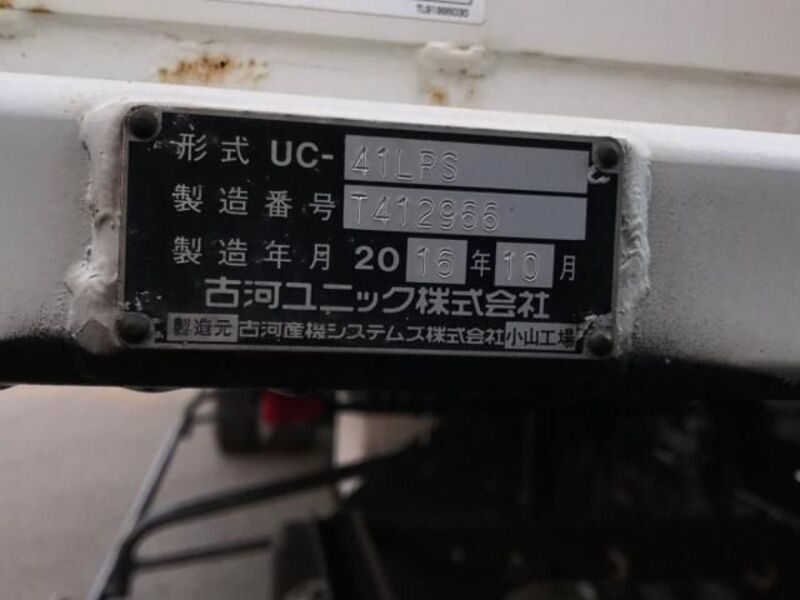 TL91996030
形式 UC-41LRS
製造番号 T412966
製造年月 2016年10月
古河ユニック株式会社
製造元 古河産機システムズ株式会社 小山工場